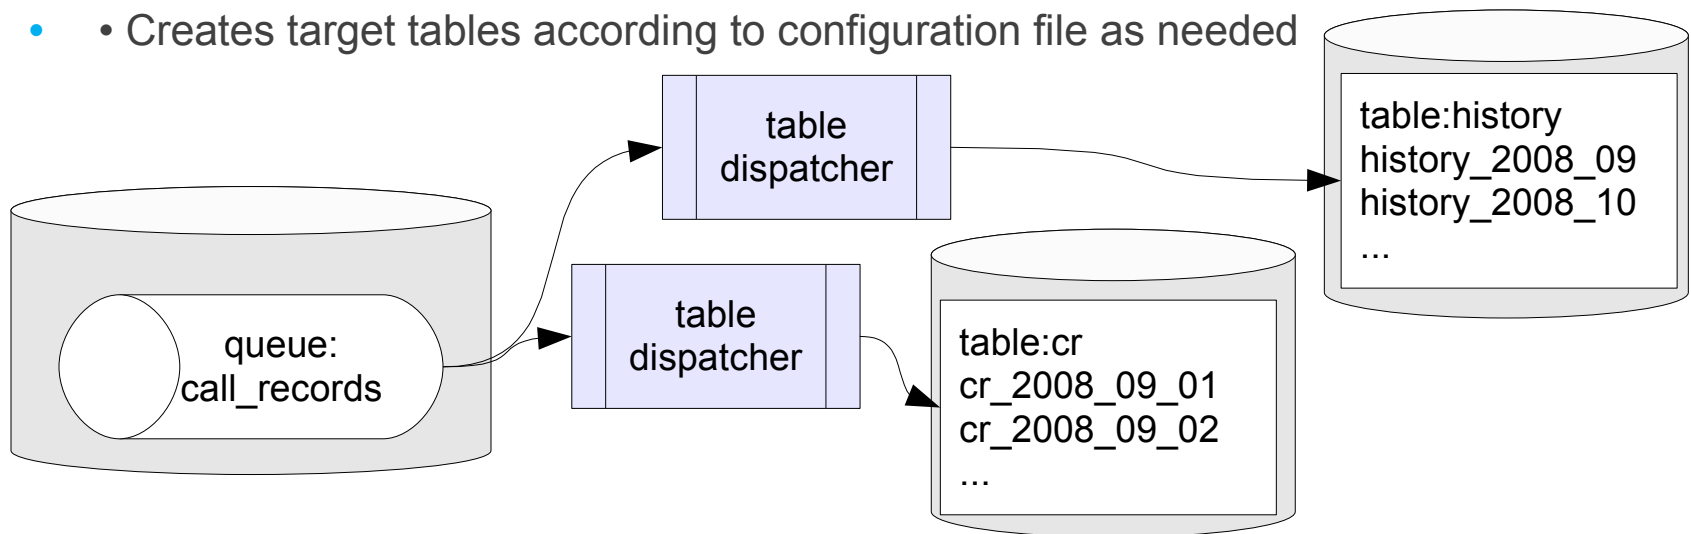 • • Creates target tables according to configuration file as needed
table
dispatcher
table:history
history_2008_09
history_2008_10
...
queue:
call_records
table
dispatcher
table:cr
cr_2008_09_01
cr_2008_09_02
...